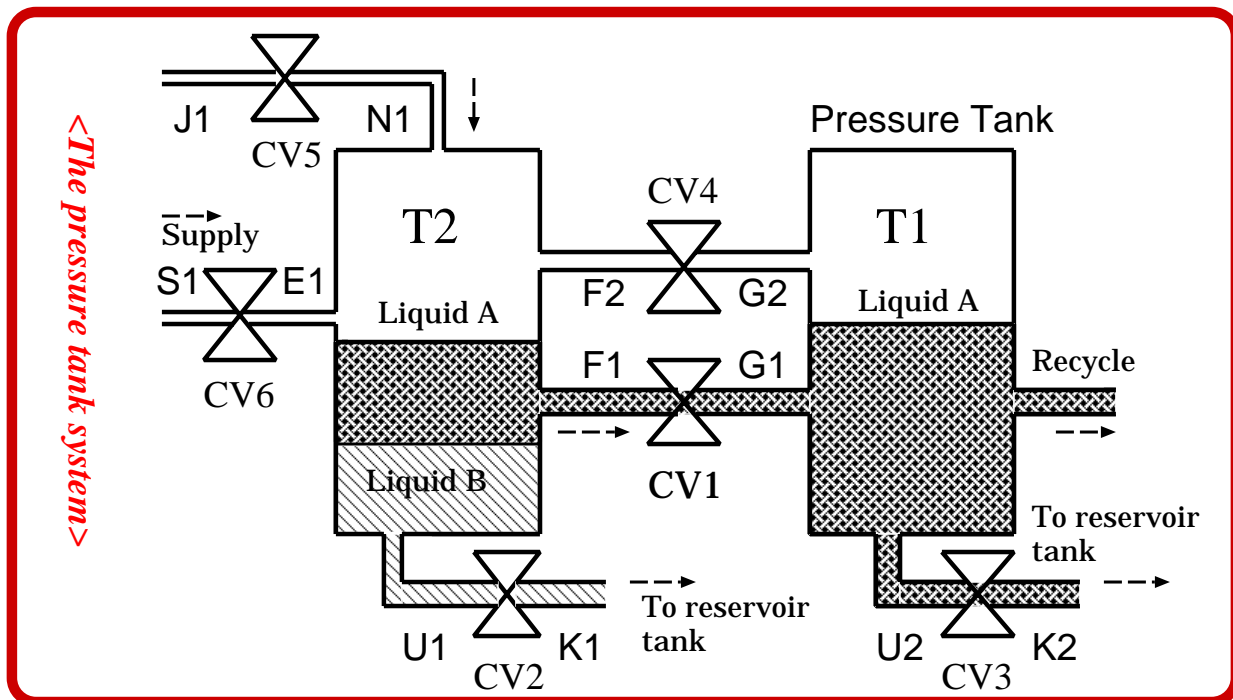 <The pressure tank system>
J1
N1
CV5
Pressure Tank
CV4
T2
T1
Supply
S1
E1
F2
G2
Liquid A
Liquid A
CV6
F1
G1
Recycle
Liquid B
CV1
To reservoir
tank
To reservoir
tank
U1
CV2
K1
U2
CV3
K2